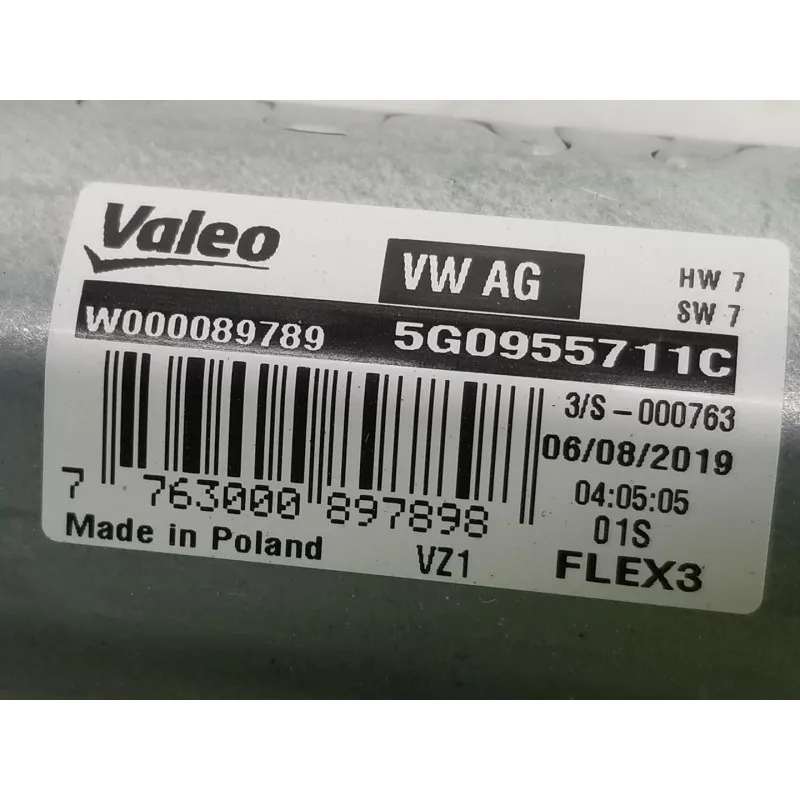 Valeo
VW AG
HW 7
SW 7
W000089789 5G0955711C
3/S-000763
06/08/2019
04:05:05
01S
7 763000 897898
Made in Poland
VZ1
FLEX3